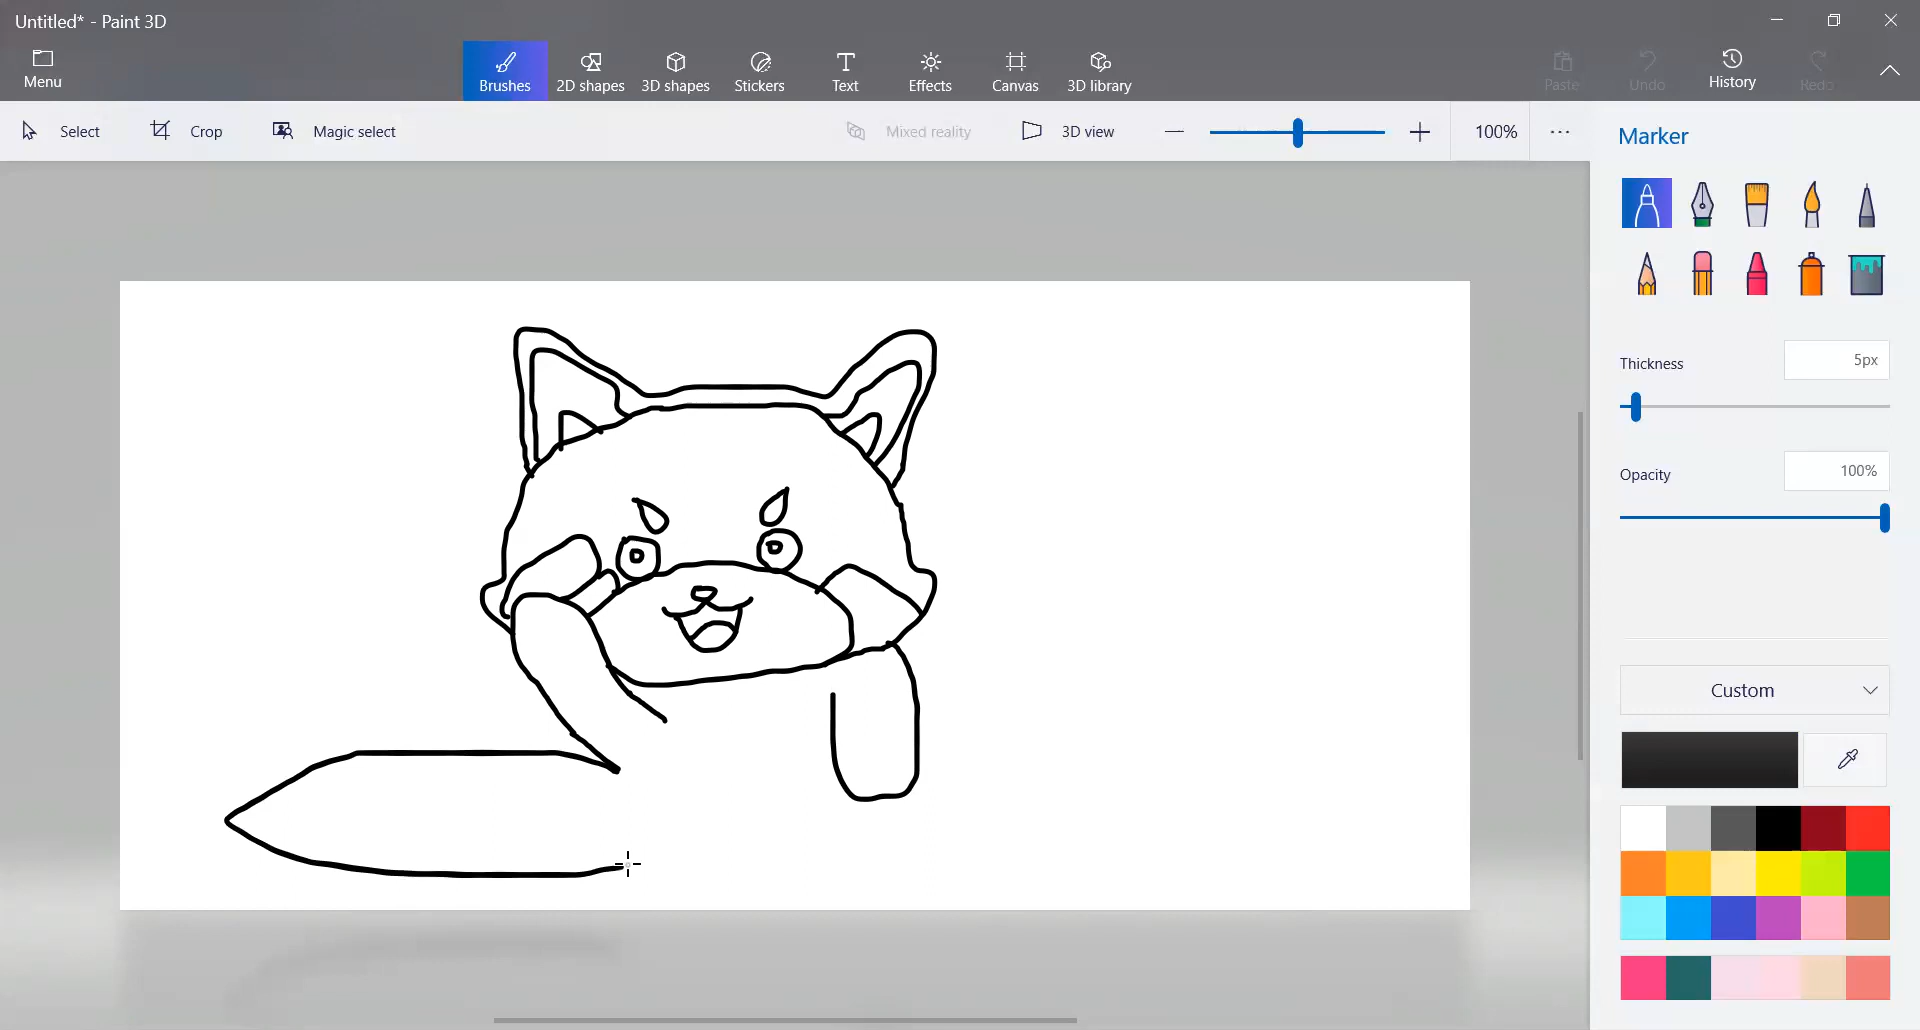 Untitled* - Paint 3D
Menu
Brushes 2D shapes 3D shapes Stickers Text Effects Canvas 3D library Paste Undo History Redo
Select Crop Magic select Mixed reality 3D view 100%
Marker
Thickness 5px
Opacity 100%
Custom